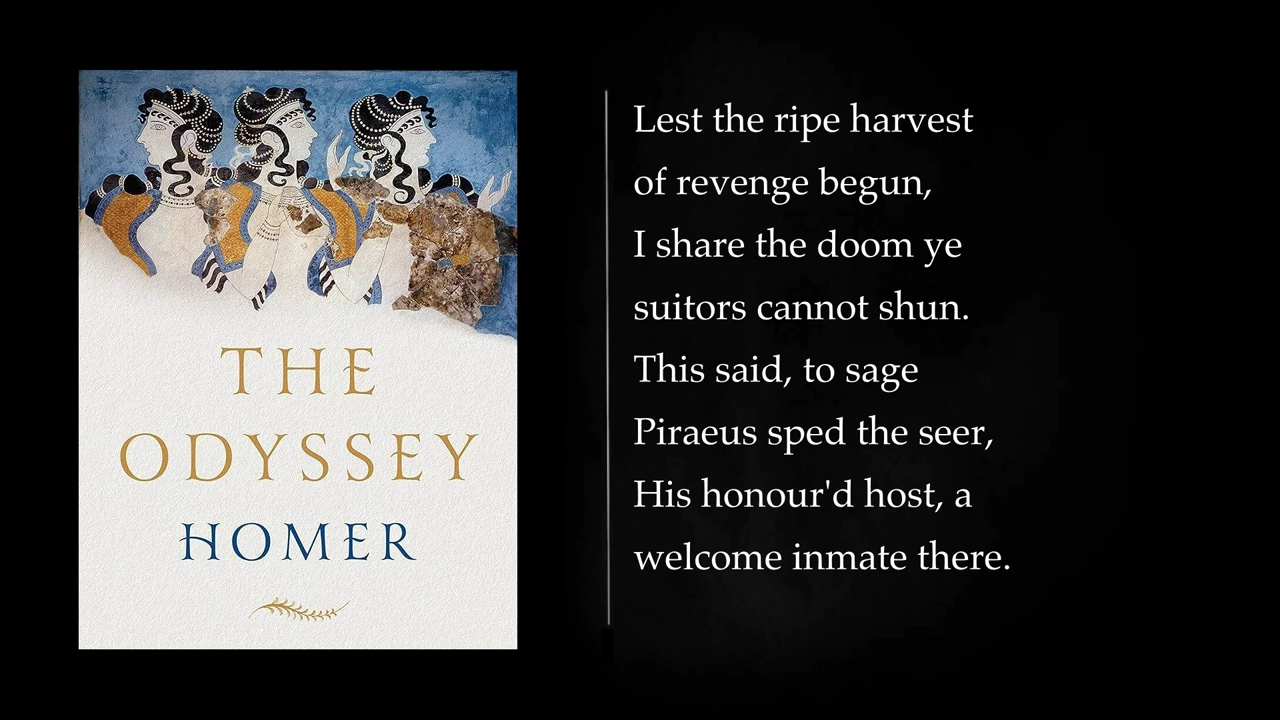 THE
ODYSSEY
HOMER
Lest the ripe harvest
of revenge begun,
I share the doom ye
suitors cannot shun.
This said, to sage
Piraeus sped the seer,
His honour'd host, a
welcome inmate there.